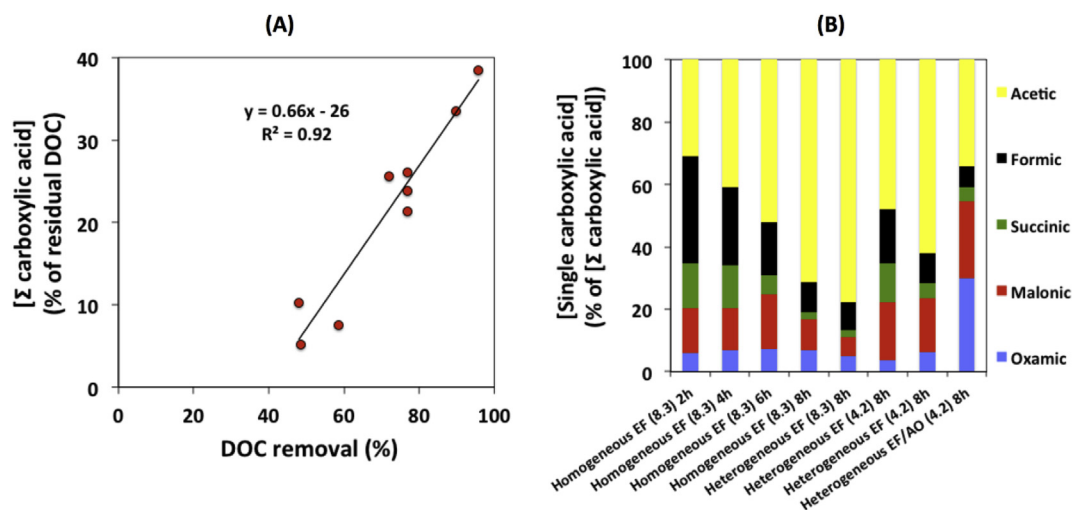 (A)
[Σ carboxylic acid]
(% of residual DOC)
40
30
20
10
0
y = 0.66x - 26
R² = 0.92
0 20 40 60 80 100
DOC removal (%)
(B)
[Single carboxylic acid]
(% of [Σ carboxylic acid])
100
80
60
40
20
0
Homogeneous EF (8.3) 2h
Homogeneous EF (8.3) 4h
Homogeneous EF (8.3) 6h
Homogeneous EF (8.3) 8h
Heterogeneous EF (8.3) 8h
Heterogeneous EF (4.2) 8h
Heterogeneous EF (4.2) 8h
Heterogeneous EF/AO (4.2) 8h
Acetic
Formic
Succinic
Malonic
Oxamic